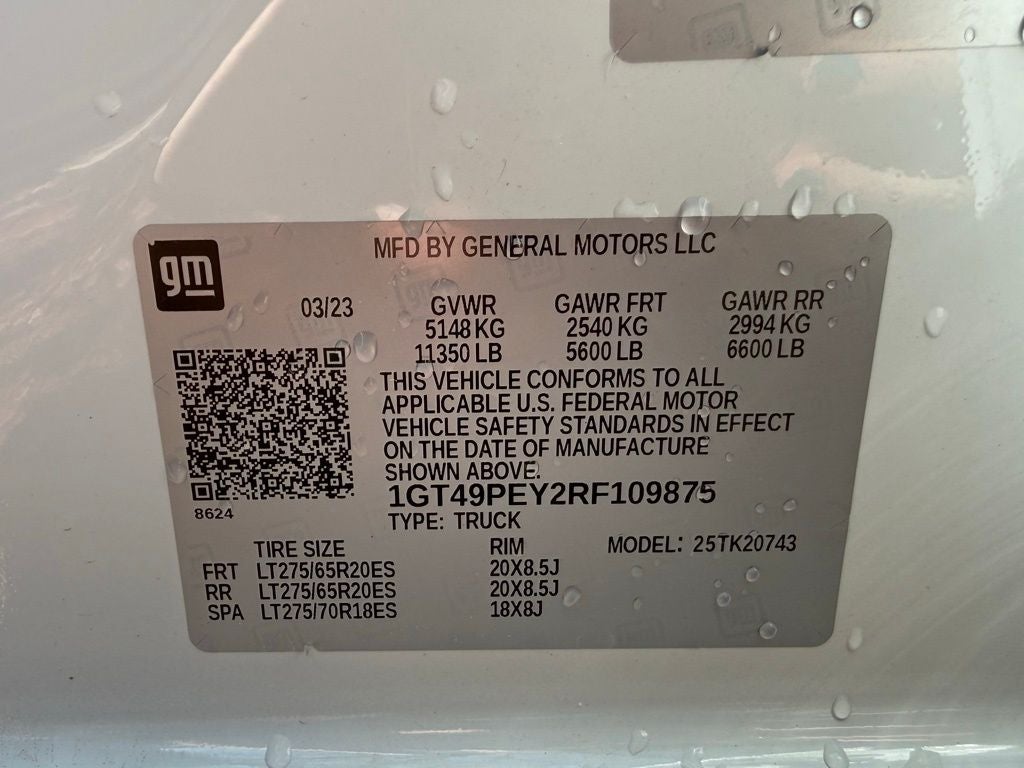 gm
MFD BY GENERAL MOTORS LLC
03/23 GVWR GAWR FRT GAWR RR
5148 KG 2540 KG 2994 KG
11350 LB 5600 LB 6600 LB
THIS VEHICLE CONFORMS TO ALL
APPLICABLE U.S. FEDERAL MOTOR
VEHICLE SAFETY STANDARDS IN EFFECT
ON THE DATE OF MANUFACTURE
SHOWN ABOVE.
1GT49PEY2RF109875
8624
TYPE: TRUCK
TIRE SIZE RIM MODEL: 25TK20743
FRT LT275/65R20ES 20X8.5J
RR LT275/65R20ES 20X8.5J
SPA LT275/70R18ES 18X8J